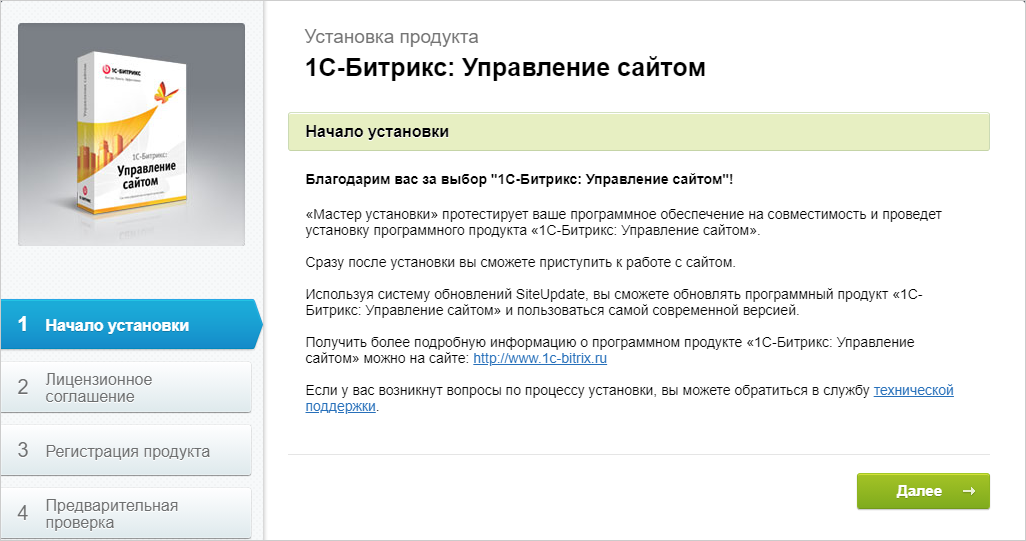 1С-БИТРИКС
1С-Битрикс:
Управление
сайтом
Установка продукта
1С-Битрикс: Управление сайтом
Начало установки
Благодарим вас за выбор "1С-Битрикс: Управление сайтом"!
«Мастер установки» протестирует ваше программное обеспечение на совместимость и проведет
установку программного продукта «1С-Битрикс: Управление сайтом».
Сразу после установки вы сможете приступить к работе с сайтом.
Используя систему обновлений SiteUpdate, вы сможете обновлять программный продукт «1С-
Битрикс: Управление сайтом» и пользоваться самой современной версией.
Получить более подробную информацию о программном продукте «1С-Битрикс: Управление
сайтом» можно на сайте: http://www.1c-bitrix.ru
Если у вас возникнут вопросы по процессу установки, вы можете обратиться в службу технической
поддержки.
Далее →
1 Начало установки
2 Лицензионное
соглашение
3 Регистрация продукта
4 Предварительная
проверка